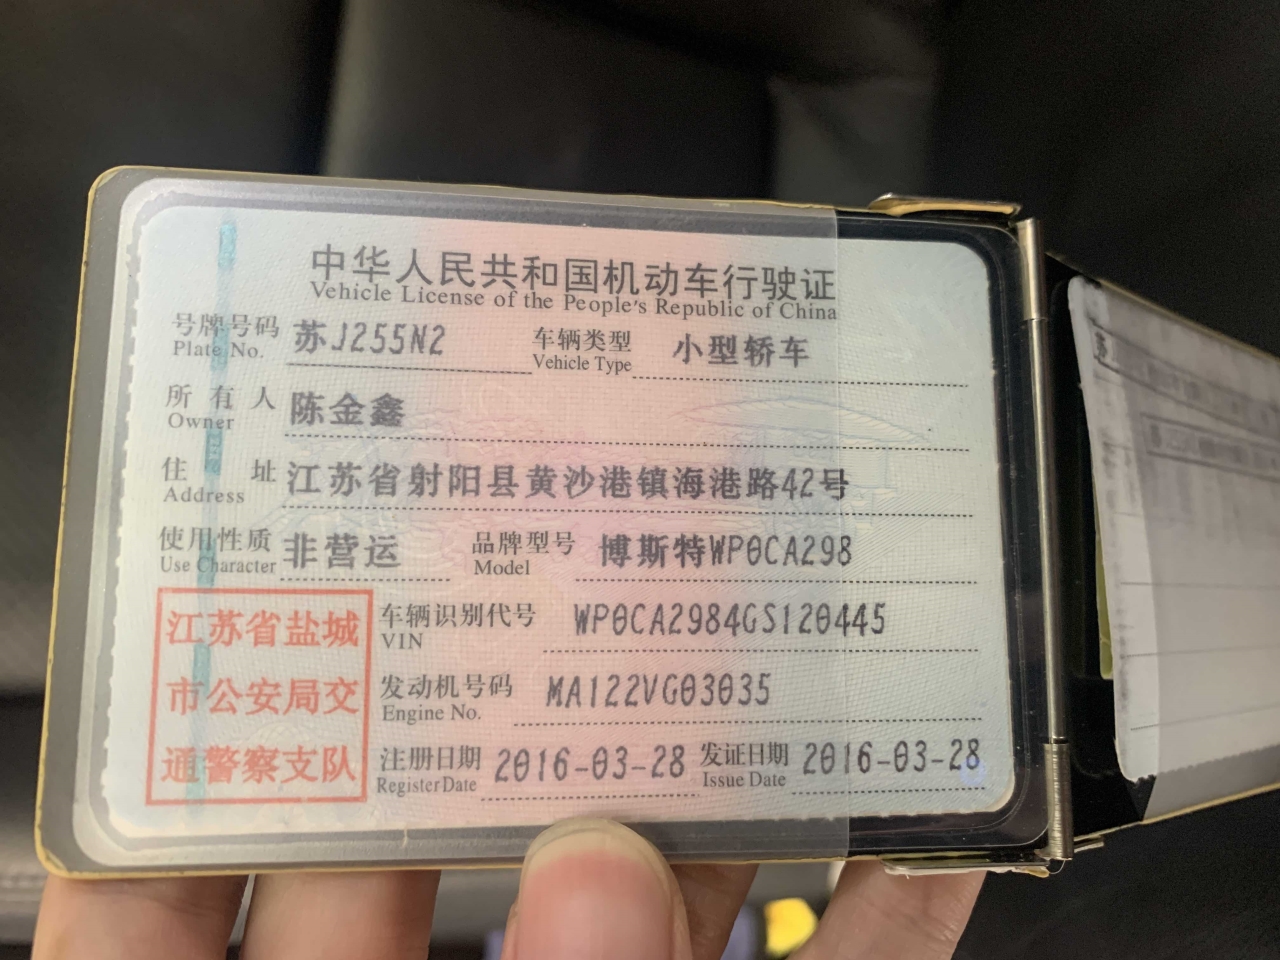 中华人民共和国机动车行驶证
Vehicle License of the People's Republic of China
号牌号码 苏J255N2 车辆类型 小型轿车
Plate No. Vehicle Type
所有人 陈金鑫
Owner
住址 江苏省射阳县黄沙港镇海港路42号
Address
使用性质 非营运 品牌型号 博斯特WP0CA298
Use Character Model
江苏省盐城
市公安局交
通警察支队
车辆识别代号 WP0CA2984GS120445
VIN
发动机号码 MA122VG03035
Engine No.
注册日期 2016-03-28 发证日期 2016-03-28
Register Date Issue Date